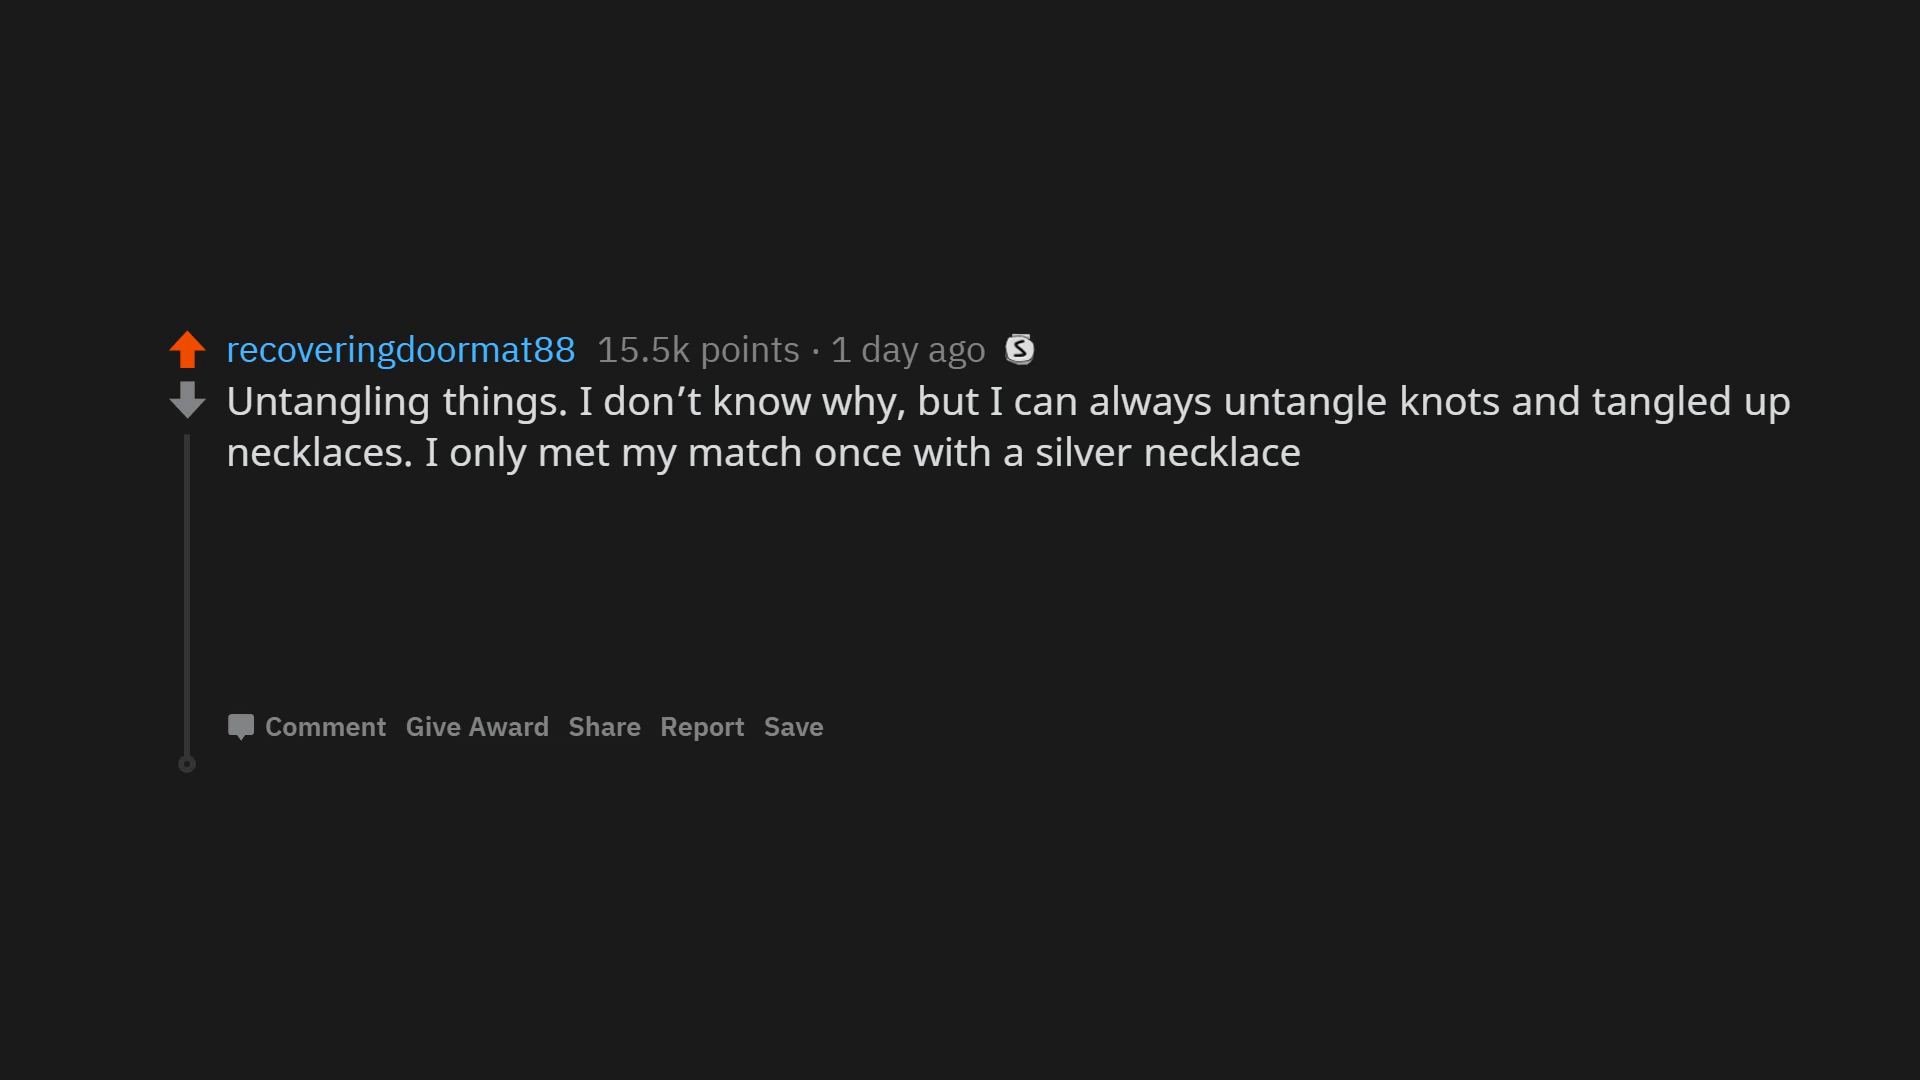 recoveringdoormat88 15.5k points · 1 day ago S
Untangling things. I don’t know why, but I can always untangle knots and tangled up
necklaces. I only met my match once with a silver necklace
Comment Give Award Share Report Save